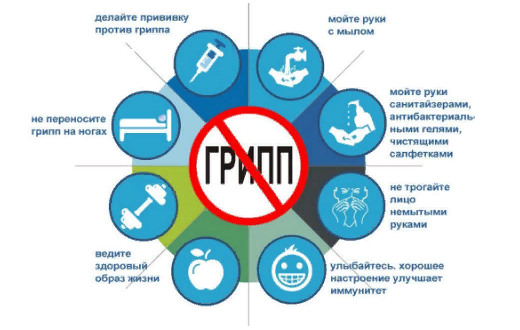 делайте прививку
против гриппа
мойте руки
с мылом
мойте руки
санитайзерами,
антибактериаль-
ными гелями,
чистящими
салфетками
не переносите
грипп на ногах
ГРИПП
не трогайте
лицо
немытыми
руками
ведите
здоровый
образ жизни
улыбайтесь. хорошее
настроение улучшает
иммунитет